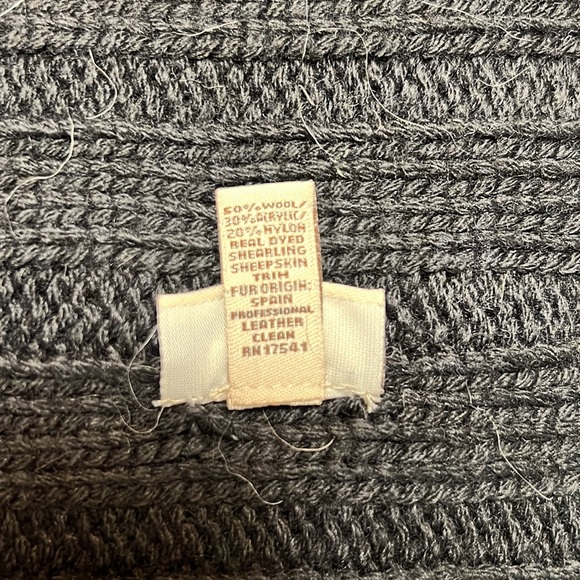 50% WOOL/
30% ACRYLIC/
20% NYLON
REAL DYED
SHEARLING
SHEEPSKIN
TRIM
FUR ORIGIN:
SPAIN
PROFESSIONAL
LEATHER
CLEAN
RN 17541